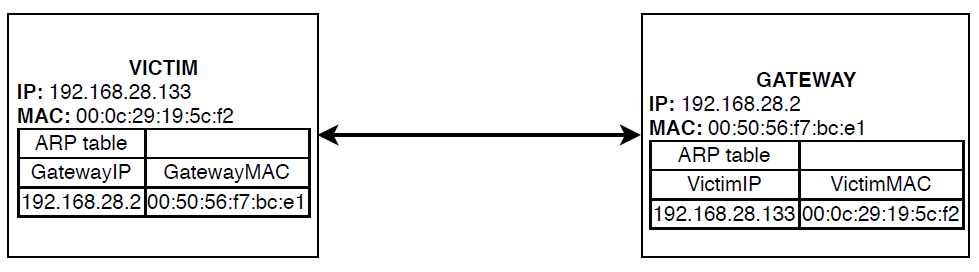 VICTIM
IP: 192.168.28.133
MAC: 00:0c:29:19:5c:f2
ARP table
GatewayIP GatewayMAC
192.168.28.2 00:50:56:f7:bc:e1
GATEWAY
IP: 192.168.28.2
MAC: 00:50:56:f7:bc:e1
ARP table
VictimIP VictimMAC
192.168.28.133 00:0c:29:19:5c:f2